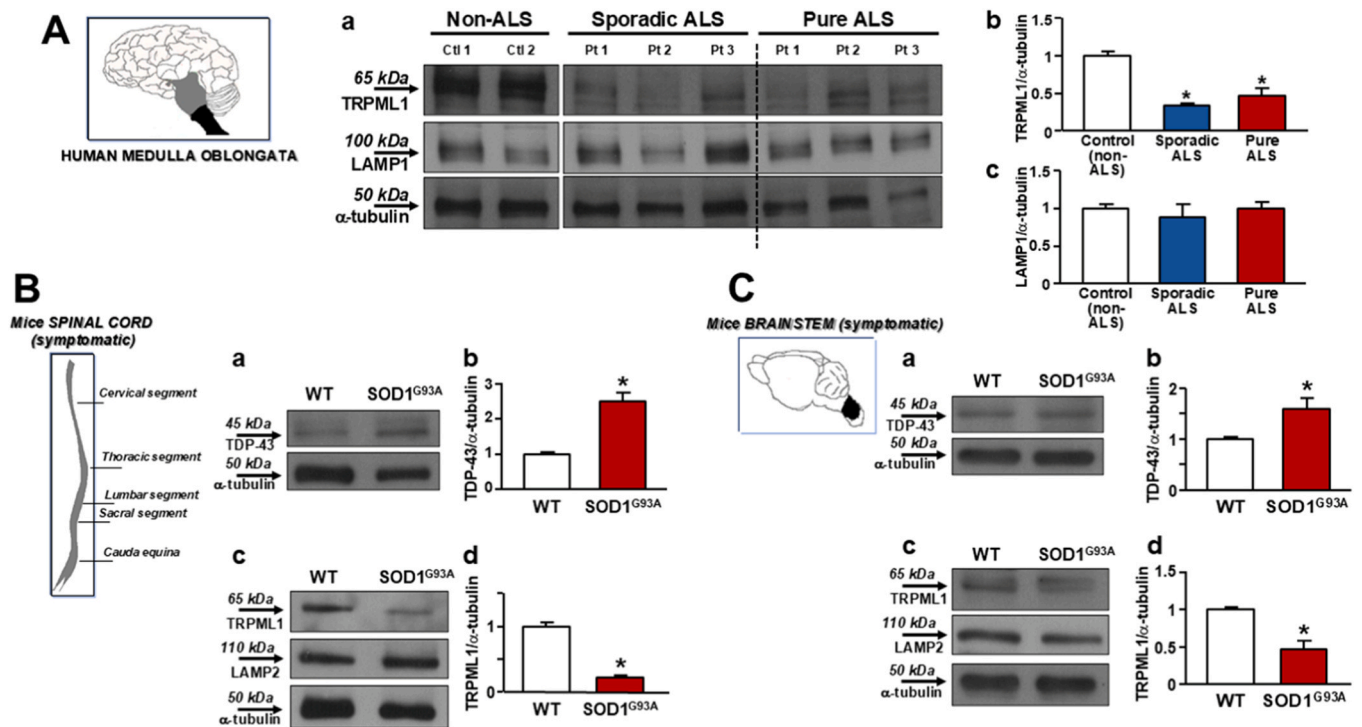 A
HUMAN MEDULLA OBLONGATA
a
Non-ALS Sporadic ALS Pure ALS
Ctl 1 Ctl 2 Pt 1 Pt 2 Pt 3 Pt 1 Pt 2 Pt 3
65 kDa
TRPML1
100 kDa
LAMP1
50 kDa
α-tubulin
b
TRPML1/α-tubulin
1.5
1
0.5
0
*
*
Control
(non-
ALS)
Sporadic
ALS
Pure
ALS
c
LAMP1/α-tubulin
1.5
1
0.5
0
Control
(non-
ALS)
Sporadic
ALS
Pure
ALS
B
Mice SPINAL CORD
(symptomatic)
Cervical segment
Thoracic segment
Lumbar segment
Sacral segment
Cauda equina
a
WT SOD1G93A
45 kDa
TDP-43
50 kDa
α-tubulin
b
TDP-43/α-tubulin
3
2
1
0
*
WT SOD1G93A
c
WT SOD1G93A
65 kDa
TRPML1
110 kDa
LAMP2
50 kDa
α-tubulin
d
TRPML1/α-tubulin
1.5
1
0.5
0
*
WT SOD1G93A
C
Mice BRAINSTEM (symptomatic)
a
WT SOD1G93A
45 kDa
TDP-43
50 kDa
α-tubulin
b
TDP-43/α-tubulin
2
1.5
1
0.5
0
*
WT SOD1G93A
c
WT SOD1G93A
65 kDa
TRPML1
110 kDa
LAMP2
50 kDa
α-tubulin
d
TRPML1/α-tubulin
1.5
1
0.5
0
*
WT SOD1G93A